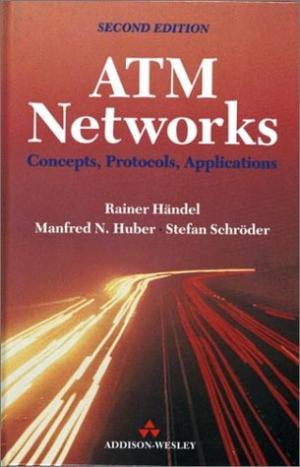 SECOND EDITION
ATM
Networks
Concepts, Protocols, Applications
Rainer Händel
Manfred N. Huber · Stefan Schröder
ADDISON-WESLEY